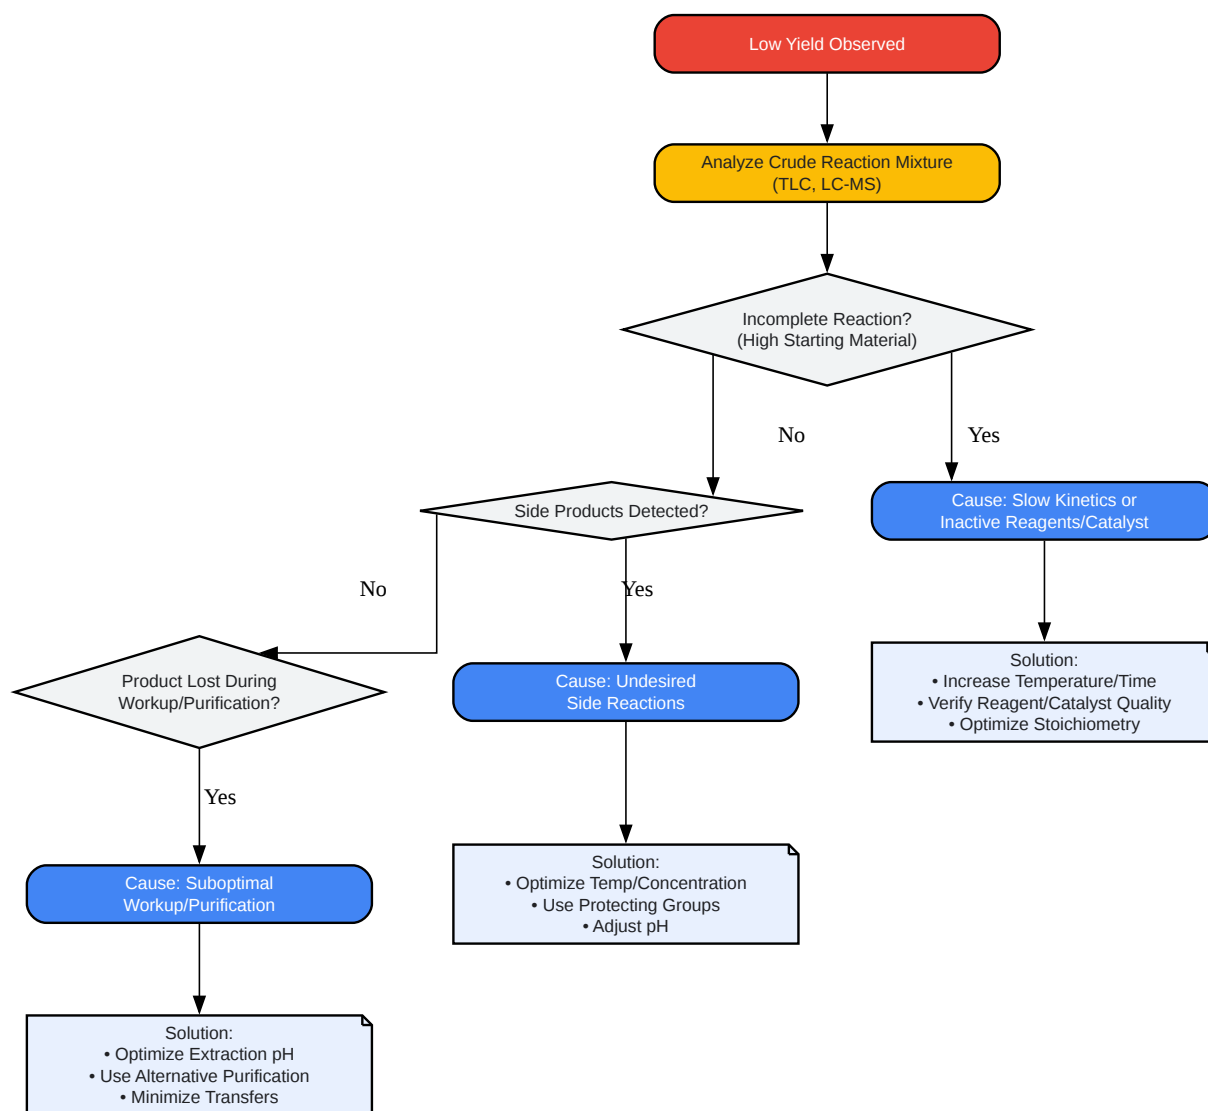 Low Yield Observed
Analyze Crude Reaction Mixture
(TLC, LC-MS)
Incomplete Reaction?
(High Starting Material)
No
Yes
Side Products Detected?
Cause: Slow Kinetics or
Inactive Reagents/Catalyst
No
Yes
Product Lost During
Workup/Purification?
Cause: Undesired
Side Reactions
Solution:
• Increase Temperature/Time
• Verify Reagent/Catalyst Quality
• Optimize Stoichiometry
Yes
Cause: Suboptimal
Workup/Purification
Solution:
• Optimize Temp/Concentration
• Use Protecting Groups
• Adjust pH
Solution:
• Optimize Extraction pH
• Use Alternative Purification
• Minimize Transfers